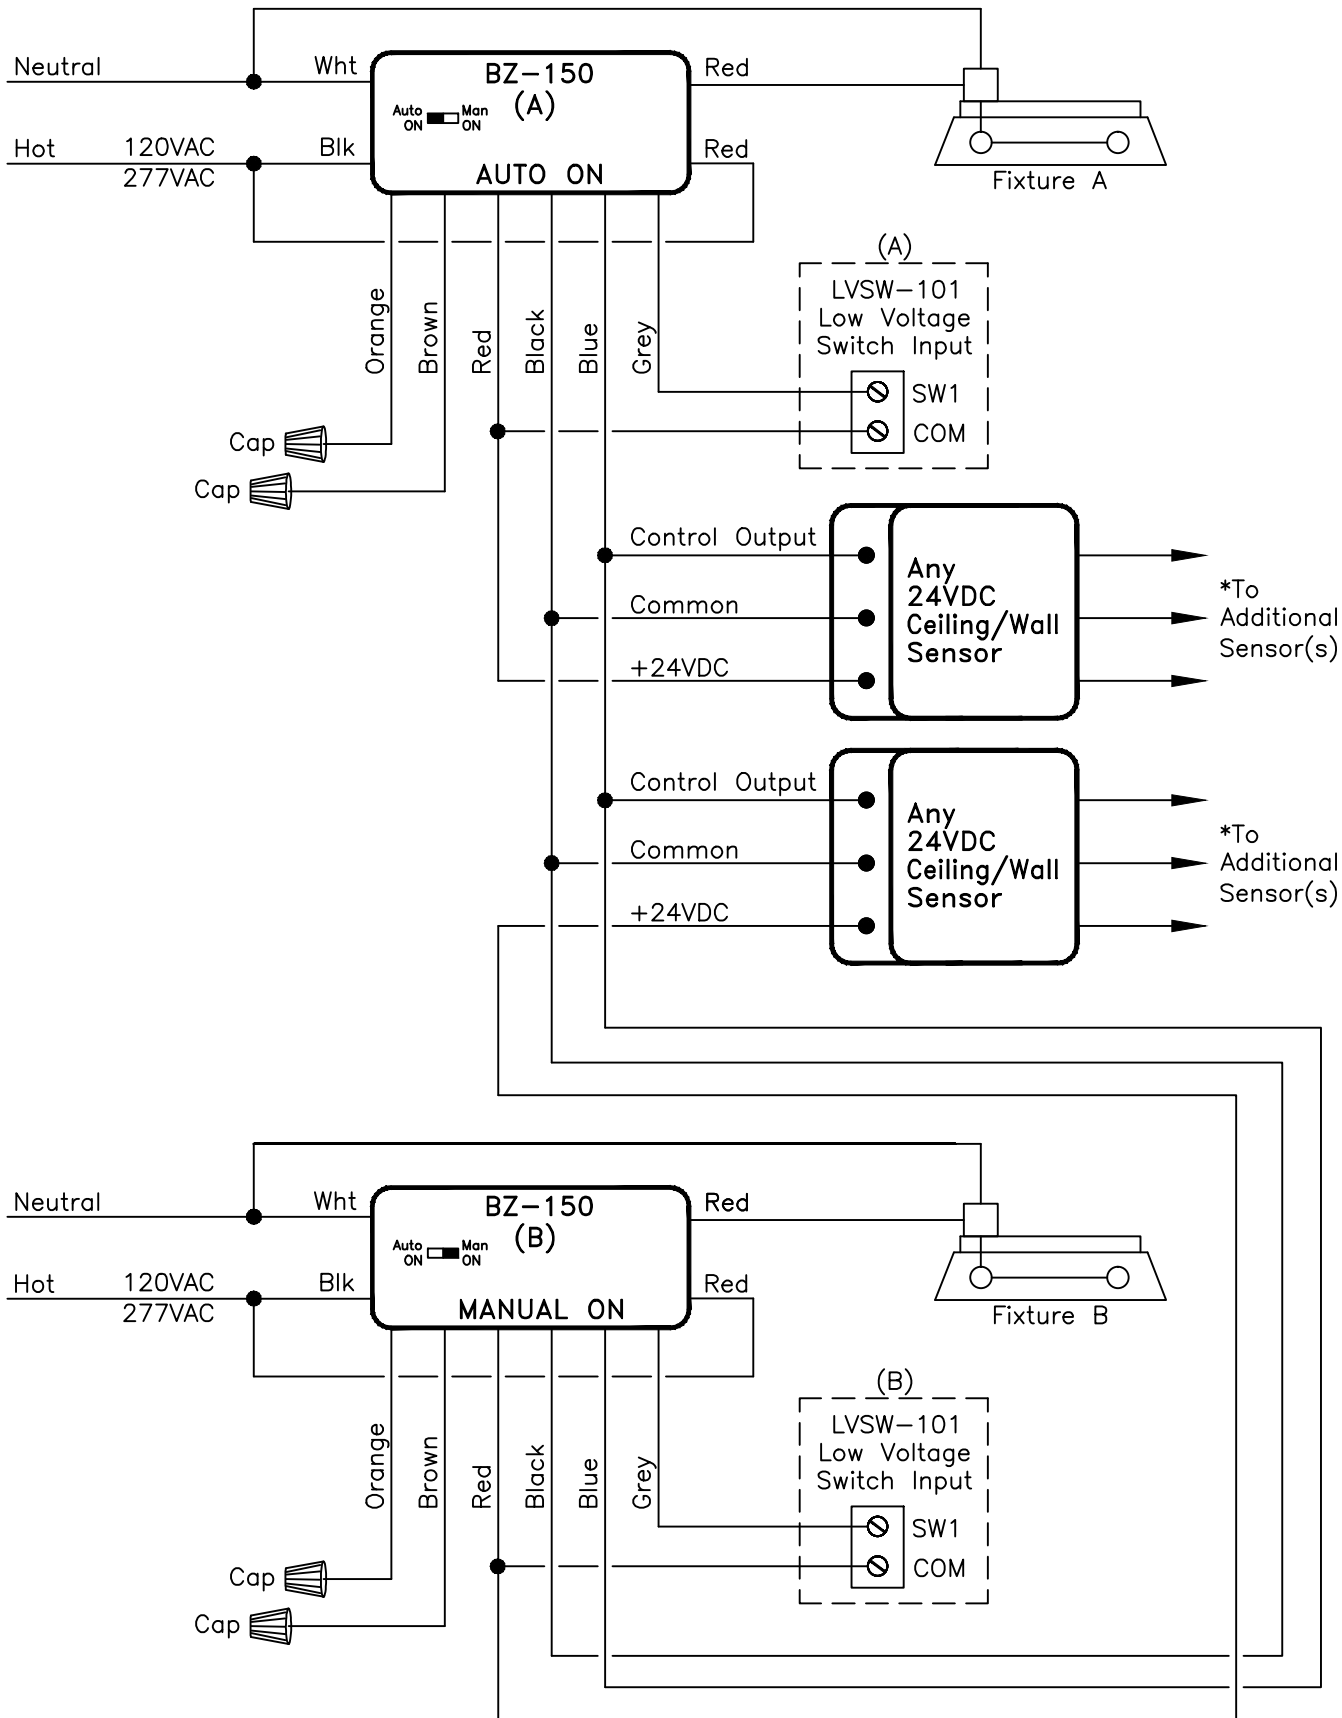 Neutral
Wht
BZ-150
(A)
Auto
ON
Man
ON
Red
Hot
120VAC
277VAC
Blk
AUTO ON
Red
Fixture A
Orange
Brown
Red
Black
Blue
Grey
(A)
LVSW-101
Low Voltage
Switch Input
SW1
COM
Cap
Cap
Control Output
Common
+24VDC
Any
24VDC
Ceiling/Wall
Sensor
*To
Additional
Sensor(s)
Control Output
Common
+24VDC
Any
24VDC
Ceiling/Wall
Sensor
*To
Additional
Sensor(s)
Neutral
Wht
BZ-150
(B)
Auto
ON
Man
ON
Red
Hot
120VAC
277VAC
Blk
MANUAL ON
Red
Fixture B
Orange
Brown
Red
Black
Blue
Grey
(B)
LVSW-101
Low Voltage
Switch Input
SW1
COM
Cap
Cap